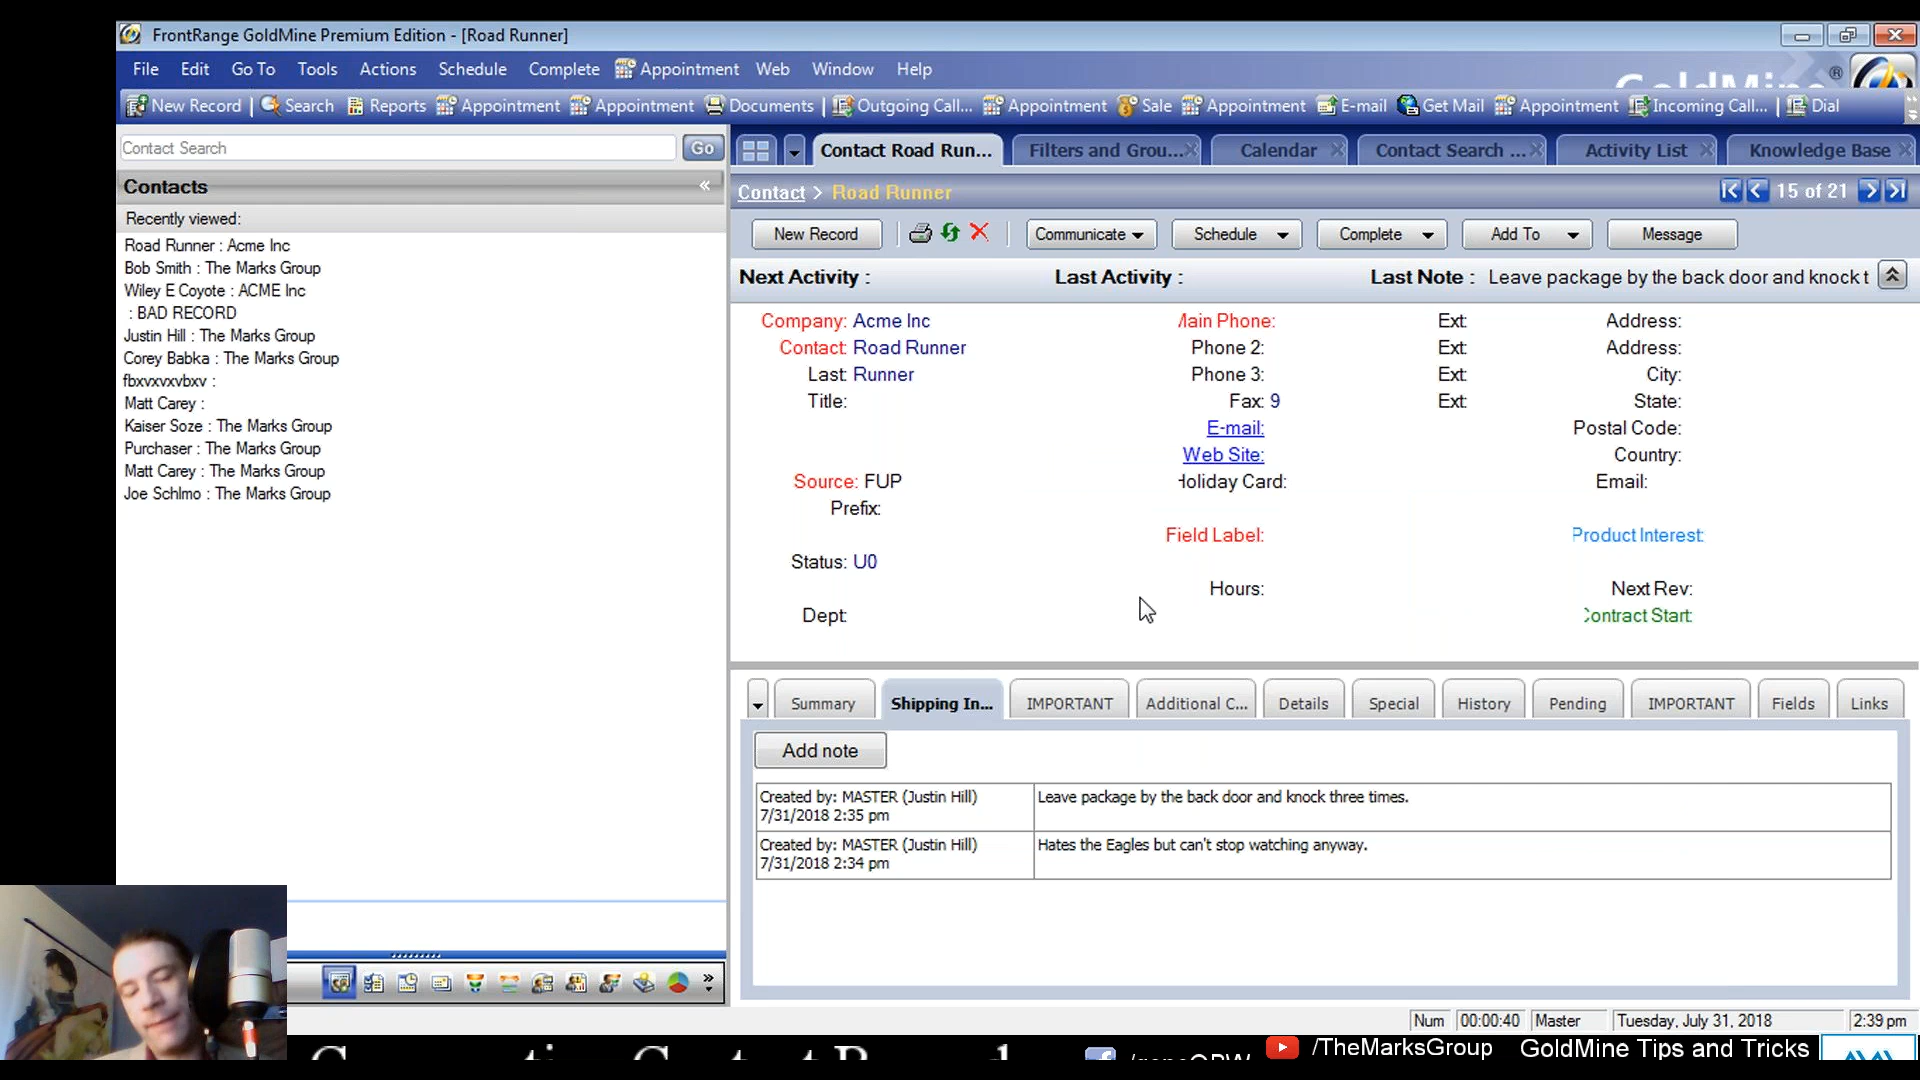 FrontRange GoldMine Premium Edition - [Road Runner]
File Edit Go To Tools Actions Schedule Complete Appointment Web Window Help
GoldMine ®
New Record Search Reports Appointment Appointment Documents Outgoing Call... Appointment Sale Appointment E-mail Get Mail Appointment Incoming Call... Dial
Contact Search Go
Contacts «
Recently viewed:
Road Runner : Acme Inc
Bob Smith : The Marks Group
Wiley E Coyote : ACME Inc
: BAD RECORD
Justin Hill : The Marks Group
Corey Babka : The Marks Group
fbxvxvxvbxv :
Matt Carey :
Kaiser Soze : The Marks Group
Purchaser : The Marks Group
Matt Carey : The Marks Group
Joe Schlmo : The Marks Group
Contact Road Run... Filters and Grou... Calendar Contact Search ... Activity List Knowledge Base
Contact > Road Runner 15 of 21
New Record Communicate Schedule Complete Add To Message
Next Activity : Last Activity : Last Note : Leave package by the back door and knock t
Company: Acme Inc
Contact: Road Runner
Last: Runner
Title:
Source: FUP
Prefix:
Status: U0
Dept:
Main Phone: Ext:
Phone 2: Ext:
Phone 3: Ext:
Fax: 9 Ext:
E-mail:
Web Site:
Holiday Card:
Field Label:
Hours:
Address:
Address:
City:
State:
Postal Code:
Country:
Email:
Product Interest:
Next Rev:
Contract Start:
Summary Shipping In... IMPORTANT Additional C... Details Special History Pending IMPORTANT Fields Links
Add note
Created by: MASTER (Justin Hill)
7/31/2018 2:35 pm
Leave package by the back door and knock three times.
Created by: MASTER (Justin Hill)
7/31/2018 2:34 pm
Hates the Eagles but can't stop watching anyway.
Num 00:00:40 Master Tuesday, July 31, 2018 2:39 pm
/TheMarksGroup GoldMine Tips and Tricks